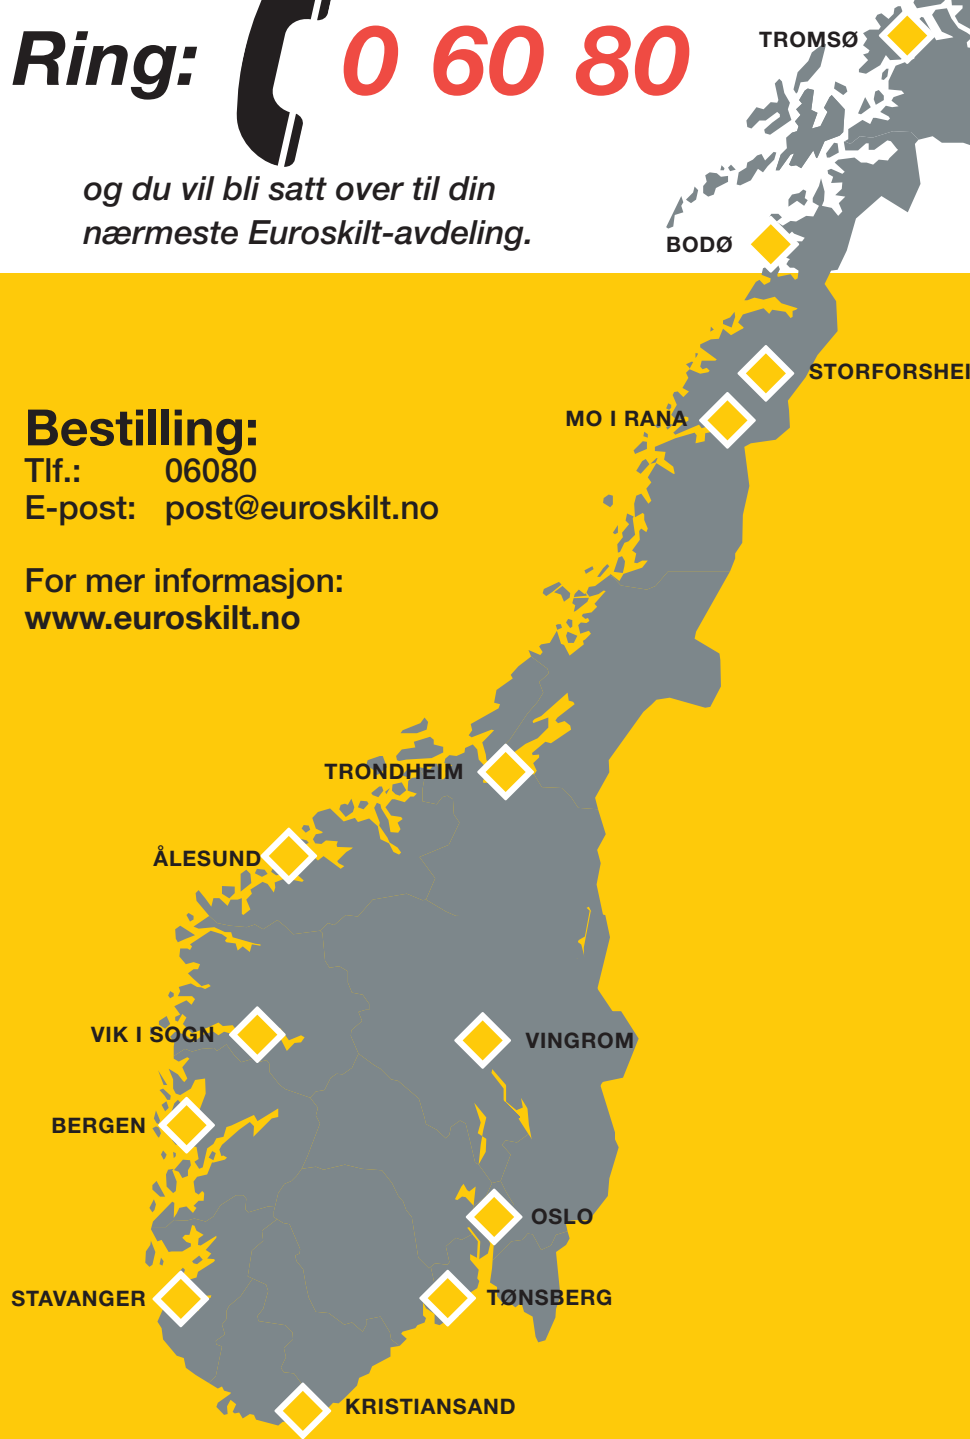 Ring: 0 60 80
og du vil bli satt over til din
nærmeste Euroskilt-avdeling.
TROMSØ
BODØ
STORFORSHEI
MO I RANA
Bestilling:
Tlf.: 06080
E-post: post@euroskilt.no
For mer informasjon:
www.euroskilt.no
TRONDHEIM
ÅLESUND
VIK I SOGN
VINGROM
BERGEN
OSLO
STAVANGER
TØNSBERG
KRISTIANSAND